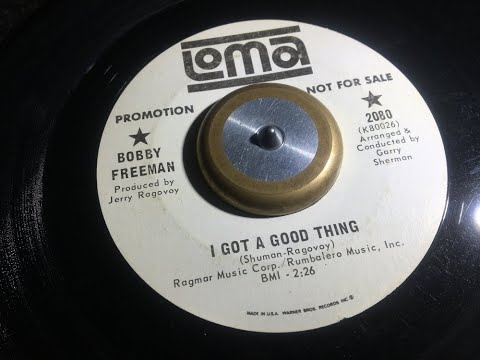 LOMA
PROMOTION
NOT FOR SALE
★
★
BOBBY
FREEMAN
Produced by
Jerry Ragovoy
2080
(K80026)
Arranged &
Conducted by
Garry
Sherman
I GOT A GOOD THING
(Shuman-Ragovoy)
Ragmar Music Corp./Rumbalero Music, Inc.
BMI - 2:26
MADE IN U.S.A. WARNER BROS. RECORDS, INC. ®